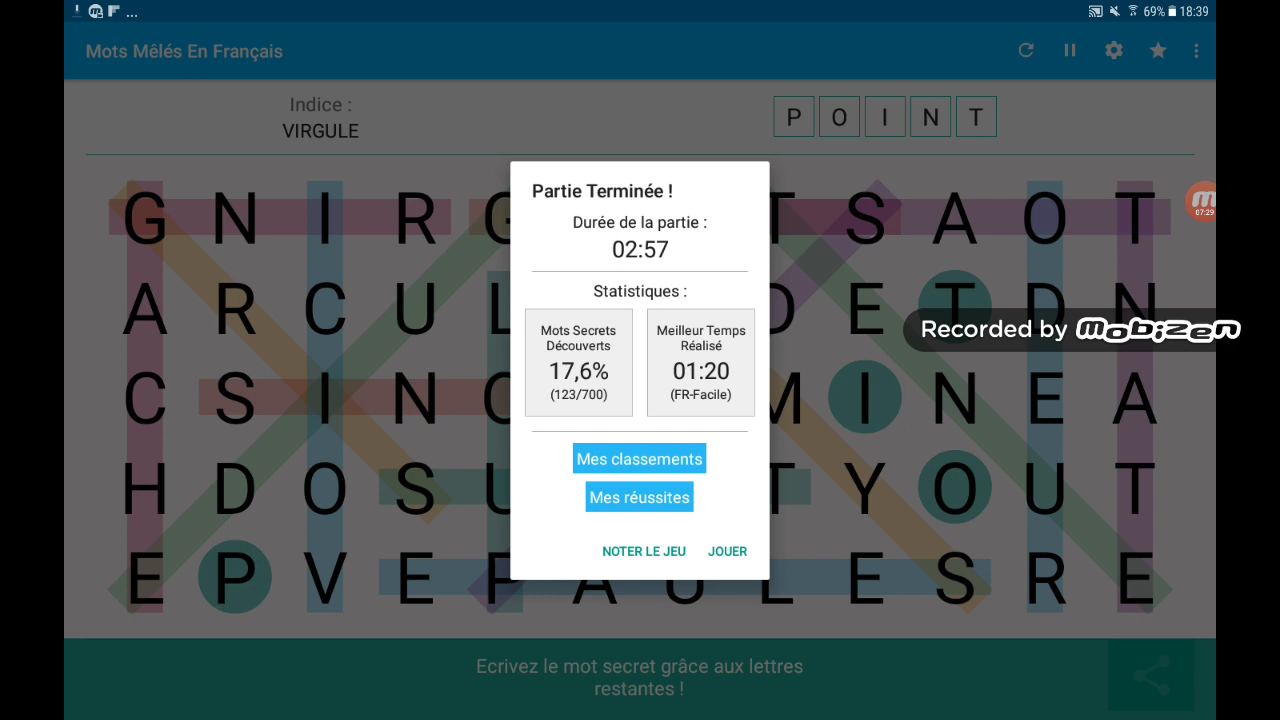 ... 69% 18:39
Mots Mêlés En Français
Indice :
VIRGULE
P O I N T
07:29
Partie Terminée !
Durée de la partie :
02:57
Statistiques :
Mots Secrets
Découverts
17,6%
(123/700)
Meilleur Temps
Réalisé
01:20
(FR-Facile)
Mes classements
Mes réussites
NOTER LE JEU JOUER
G N I R G T S A O T
A R C U L D E T D N
C S I N O M I N E A
H D O S U T Y O U T
E P V E P A U L E S R E
Recorded by mobizen
Ecrivez le mot secret grâce aux lettres
restantes !